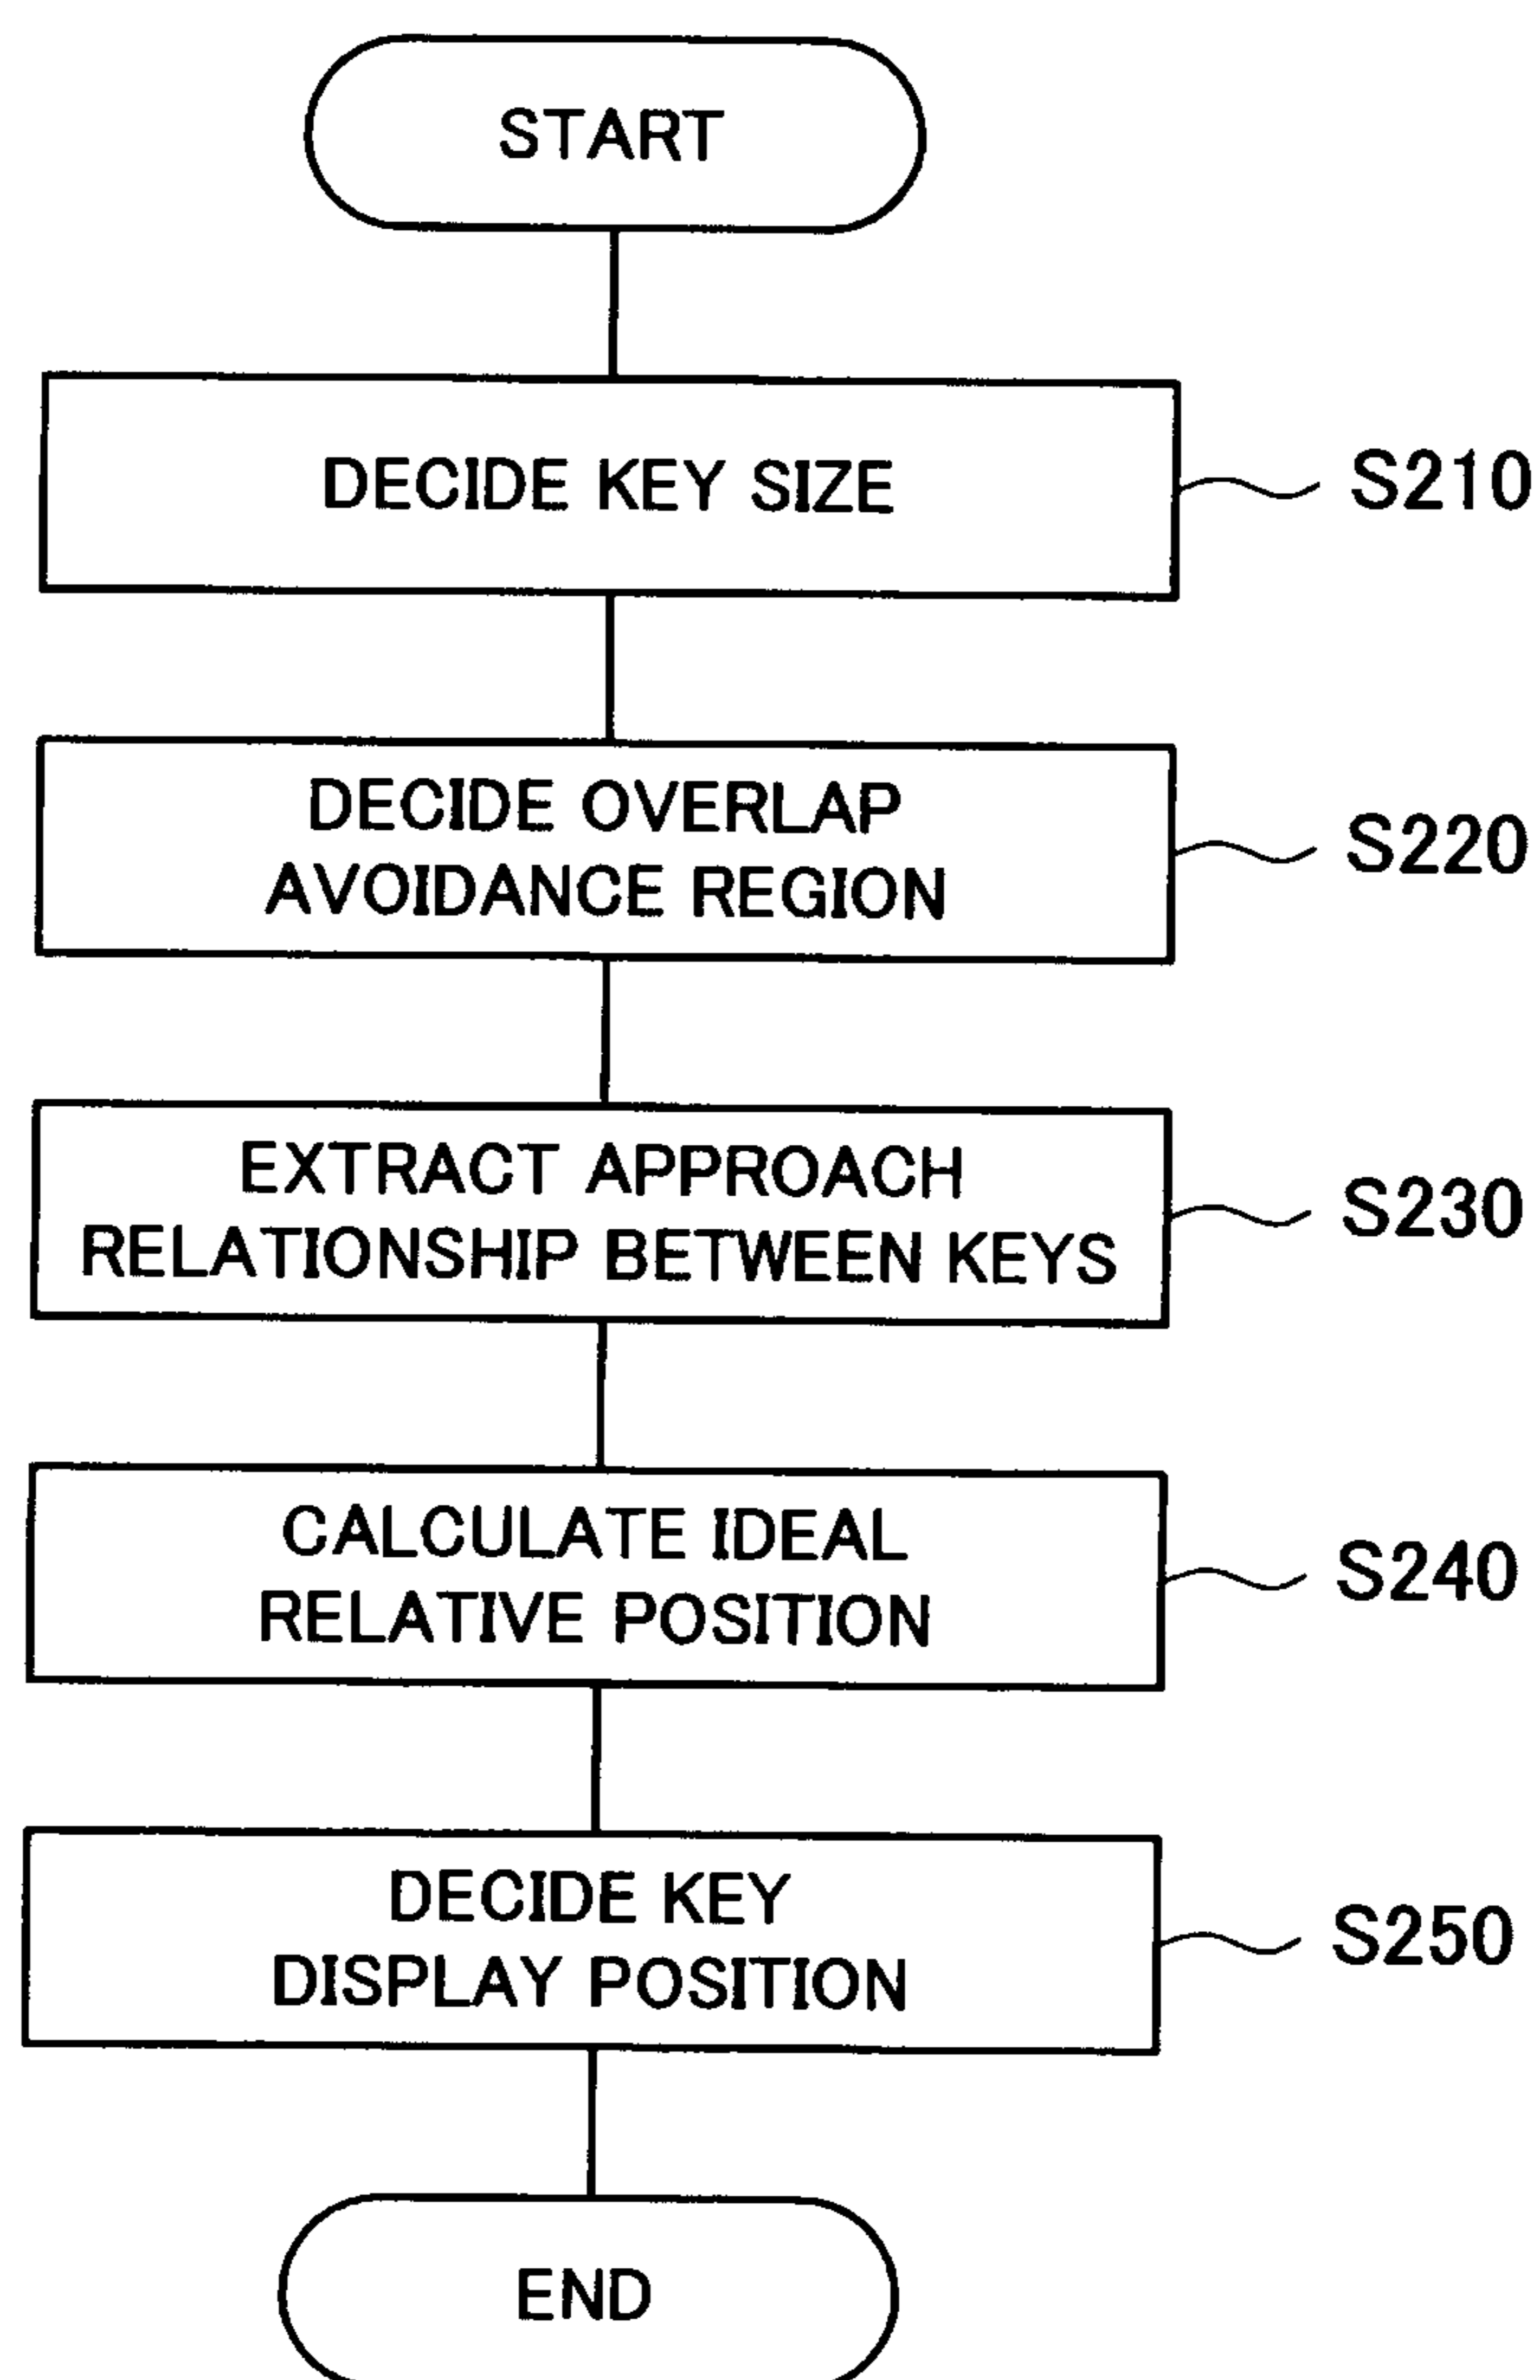 START
DECIDE KEY SIZE
S210
DECIDE OVERLAP
AVOIDANCE REGION
S220
EXTRACT APPROACH
RELATIONSHIP BETWEEN KEYS
S230
CALCULATE IDEAL
RELATIVE POSITION
S240
DECIDE KEY
DISPLAY POSITION
S250
END